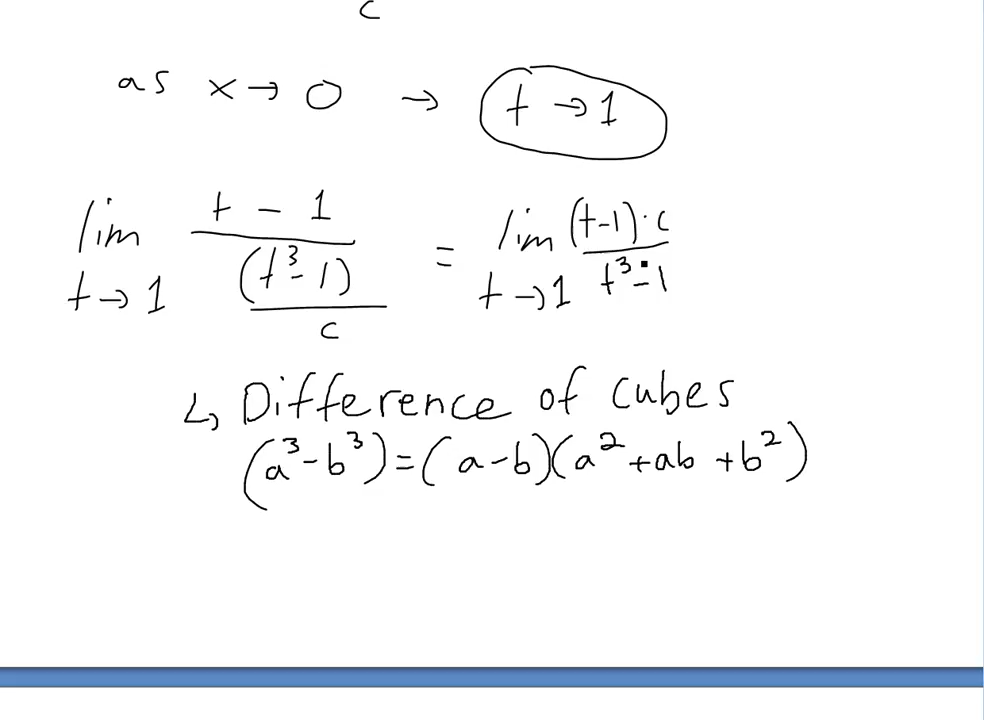 c
as x → 0 → t → 1
lim t→1 (t - 1)/((t³ - 1)/c) = lim t→1 ((t-1)·c)/(t³ - 1)
↳ Difference of cubes
(a³-b³)=(a-b)(a²+ab+b²)